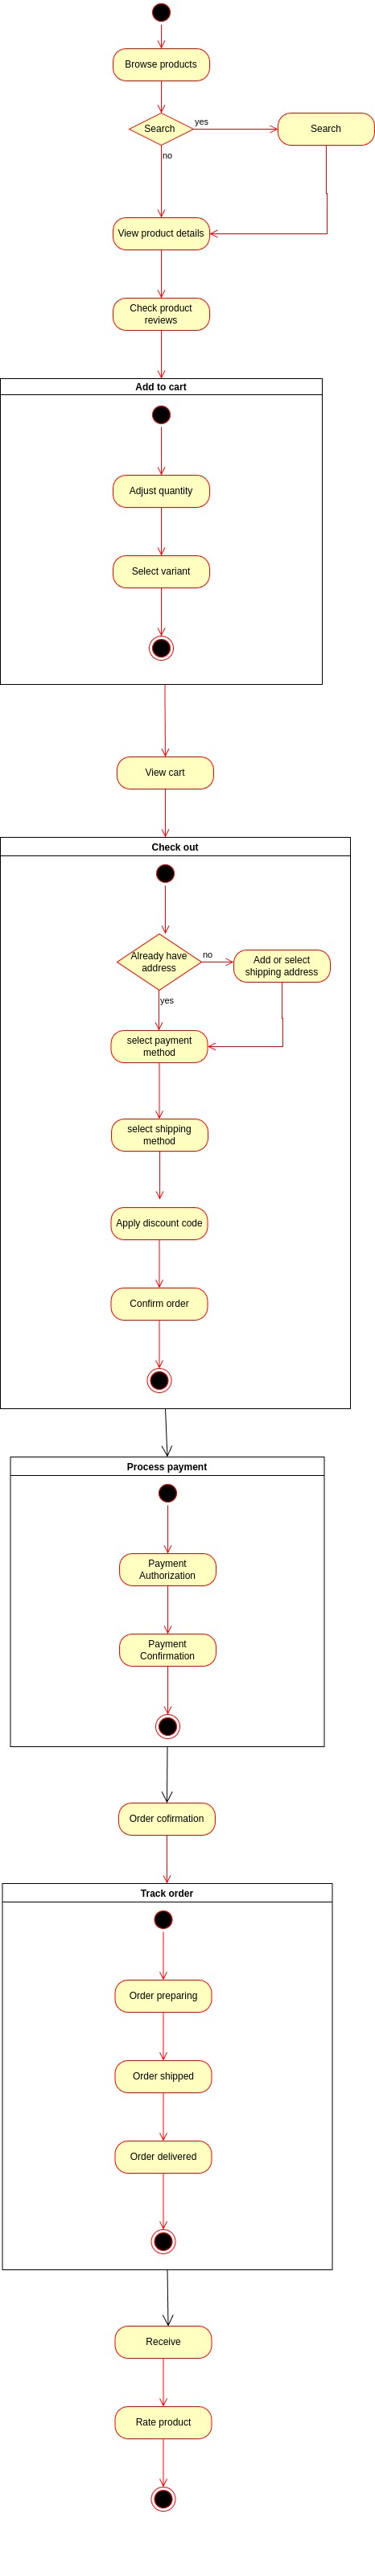 Browse products
Search
yes
Search
no
View product details
Check product
reviews
Add to cart
Adjust quantity
Select variant
View cart
Check out
Already have
address
no
Add or select
shipping address
yes
select payment
method
select shipping
method
Apply discount code
Confirm order
Process payment
Payment
Authorization
Payment
Confirmation
Order cofirmation
Track order
Order preparing
Order shipped
Order delivered
Receive
Rate product